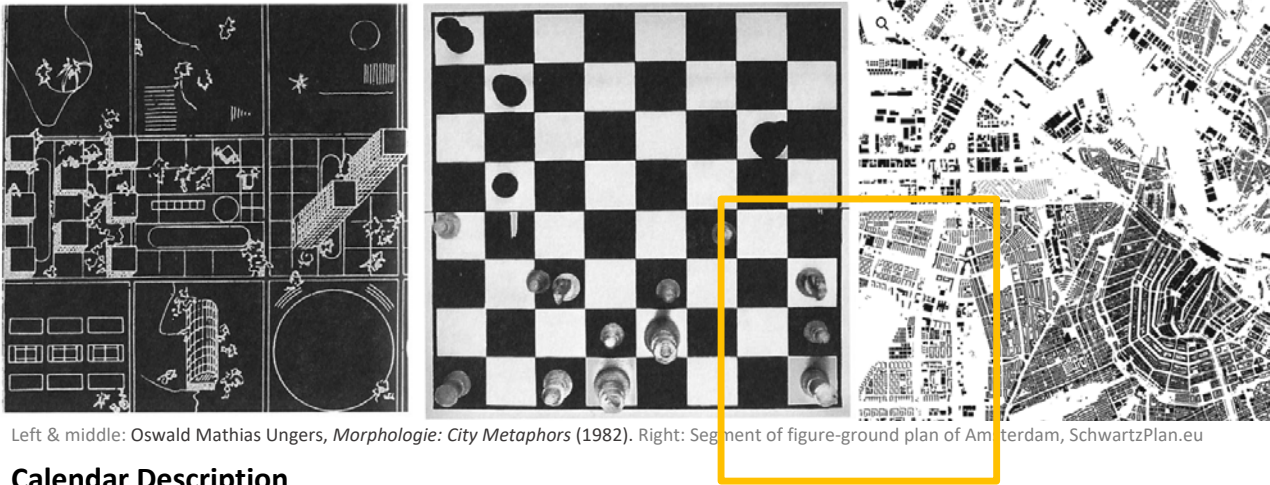 Left & middle: Oswald Mathias Ungers, Morphologie: City Metaphors (1982). Right: Segment of figure-ground plan of Amsterdam, SchwartzPlan.eu
Calendar Description